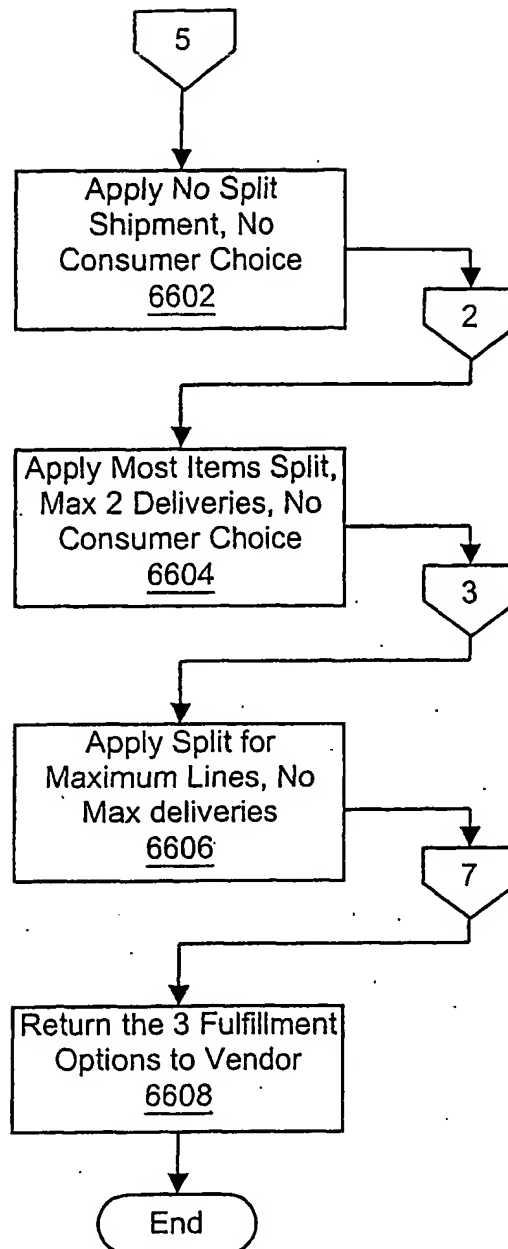 5
Apply No Split
Shipment, No
Consumer Choice
6602
2
Apply Most Items Split,
Max 2 Deliveries, No
Consumer Choice
6604
3
Apply Split for
Maximum Lines, No
Max deliveries
6606
7
Return the 3 Fulfillment
Options to Vendor
6608
End